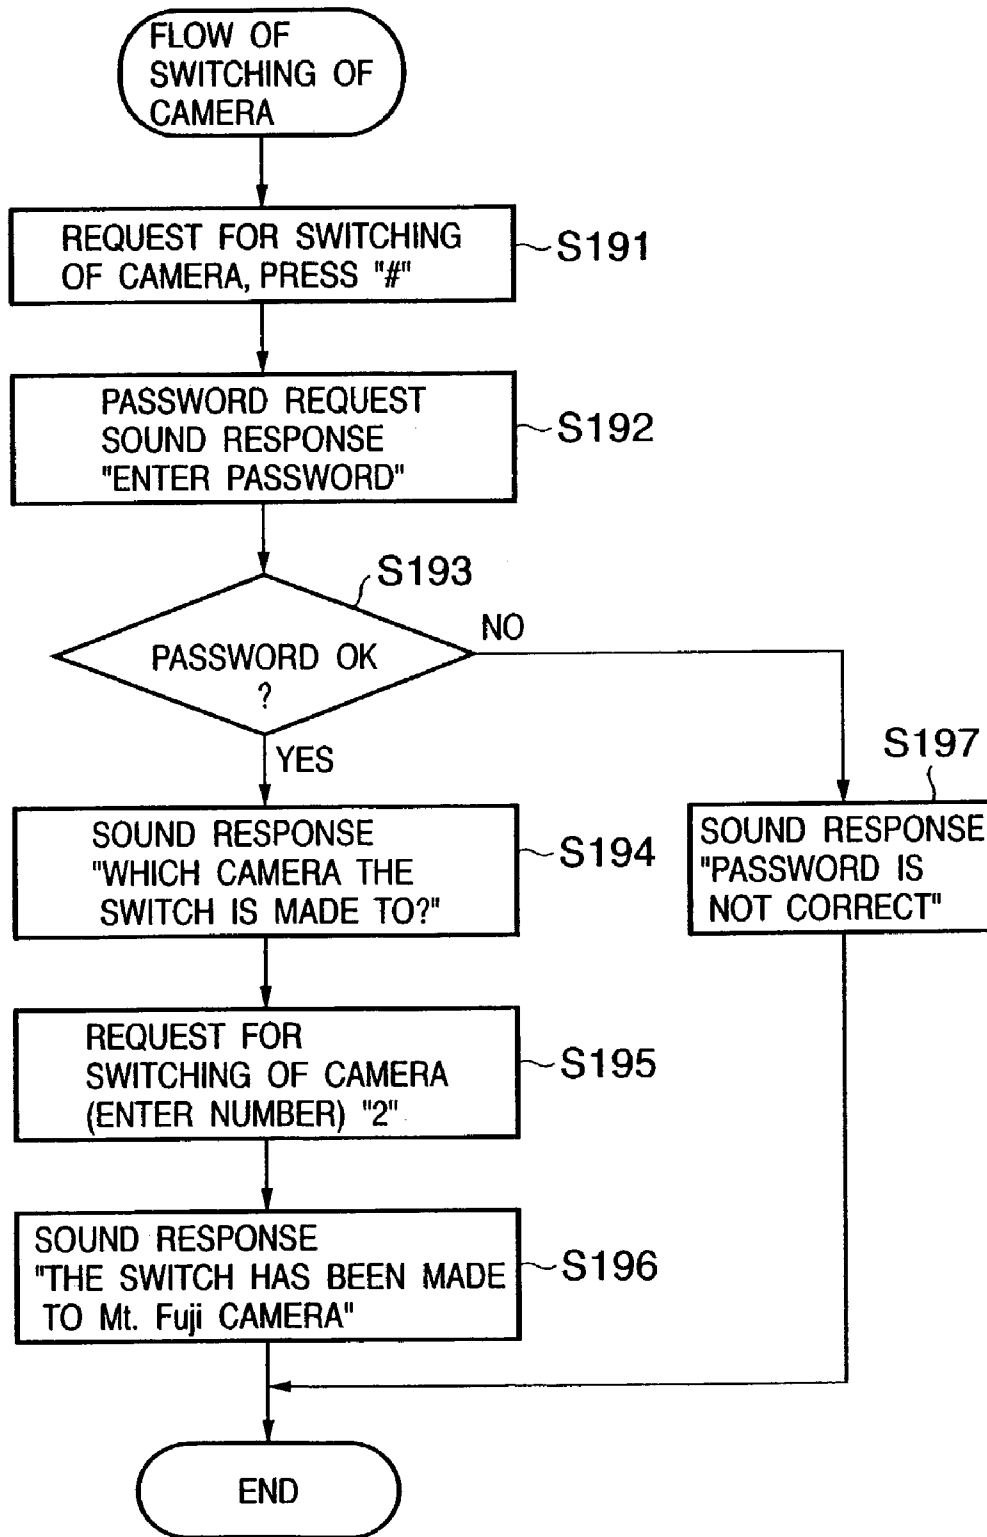 FLOW OF
SWITCHING OF
CAMERA
REQUEST FOR SWITCHING
OF CAMERA, PRESS "#"
S191
PASSWORD REQUEST
SOUND RESPONSE
"ENTER PASSWORD"
S192
S193
PASSWORD OK
?
NO
YES
SOUND RESPONSE
"WHICH CAMERA THE
SWITCH IS MADE TO?"
S194
S197
SOUND RESPONSE
"PASSWORD IS
NOT CORRECT"
REQUEST FOR
SWITCHING OF CAMERA
(ENTER NUMBER) "2"
S195
SOUND RESPONSE
"THE SWITCH HAS BEEN MADE
TO Mt. Fuji CAMERA"
S196
END